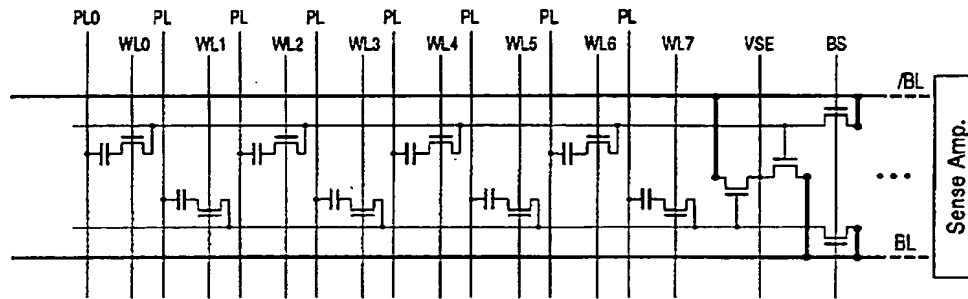 PL0 PL PL PL PL PL PL PL
WL0 WL1 WL2 WL3 WL4 WL5 WL6 WL7 VSE BS
/BL
BL
Sense Amp.